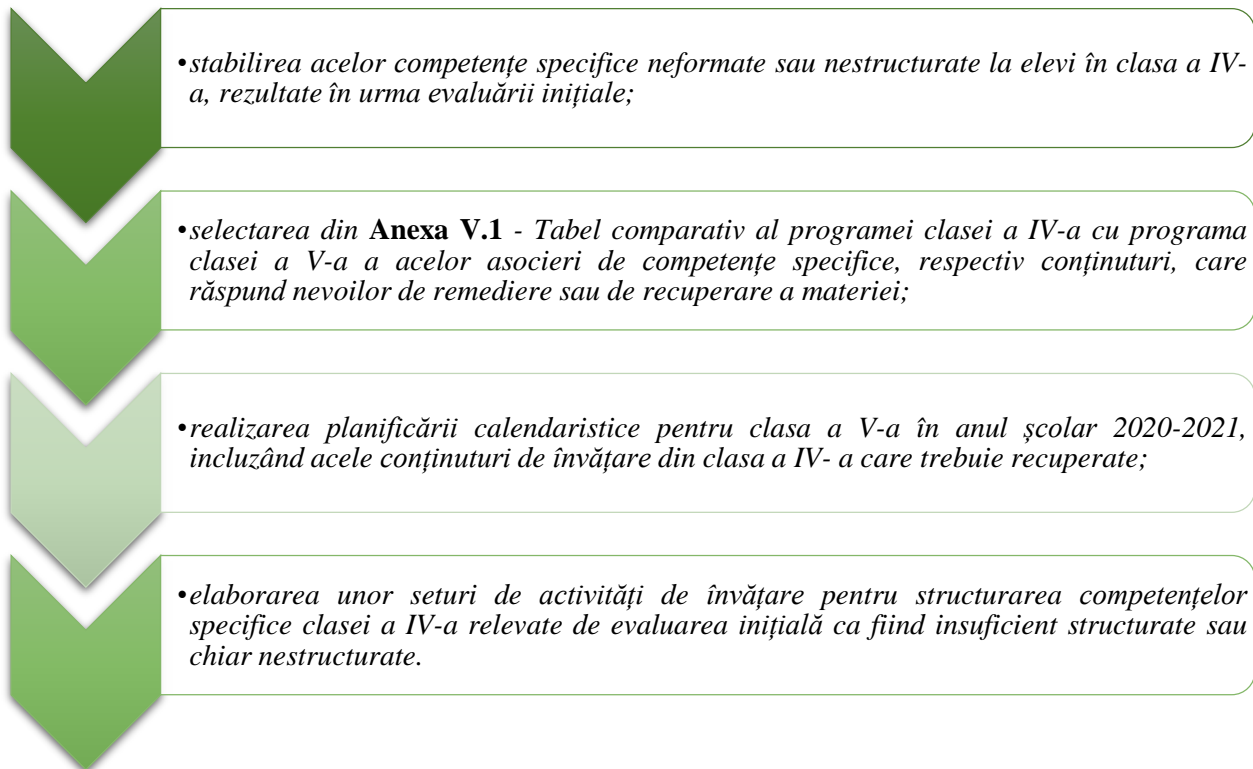 •stabilirea acelor competențe specifice neformate sau nestructurate la elevi în clasa a IV-
a, rezultate în urma evaluării inițiale;
•selectarea din Anexa V.1 - Tabel comparativ al programei clasei a IV-a cu programa
clasei a V-a a acelor asocieri de competențe specifice, respectiv conținuturi, care
răspund nevoilor de remediere sau de recuperare a materiei;
•realizarea planificării calendaristice pentru clasa a V-a în anul școlar 2020-2021,
incluzând acele conținuturi de învățare din clasa a IV- a care trebuie recuperate;
•elaborarea unor seturi de activități de învățare pentru structurarea competențelor
specifice clasei a IV-a relevate de evaluarea inițială ca fiind insuficient structurate sau
chiar nestructurate.